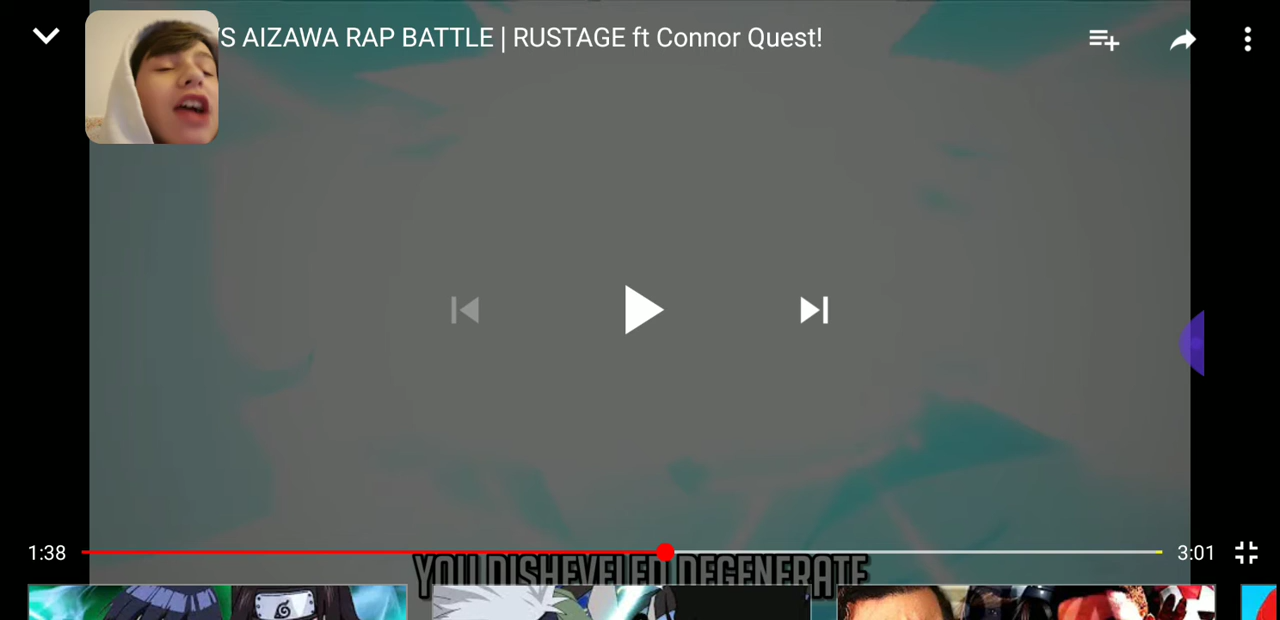 'S AIZAWA RAP BATTLE | RUSTAGE ft Connor Quest!
1:38
3:01
YOU DISHEVELED DEGENERATE